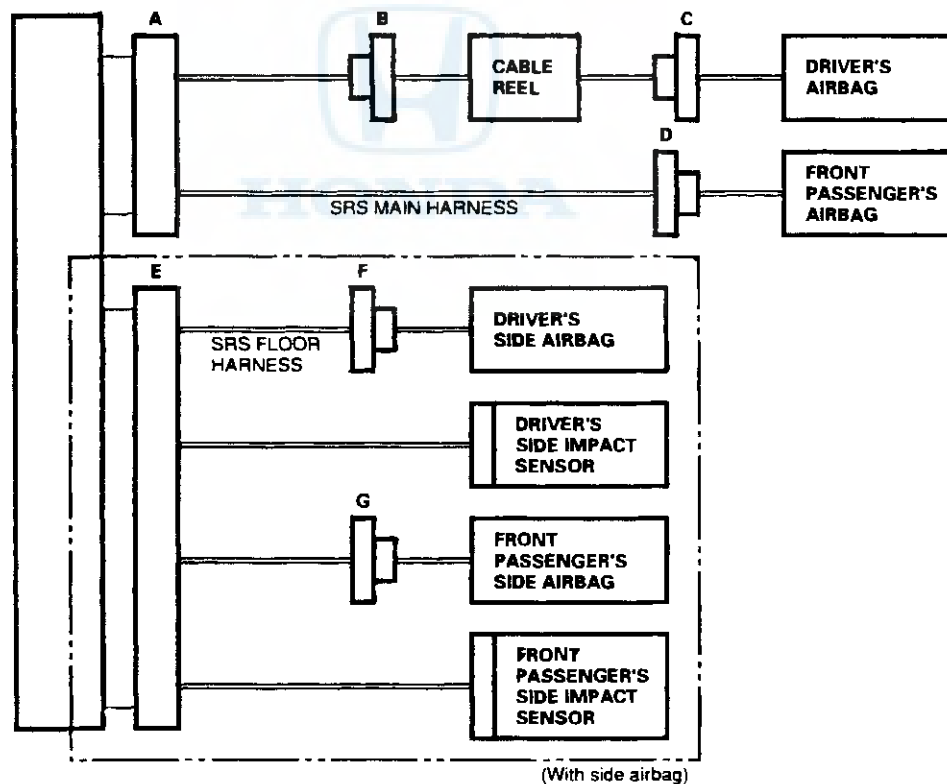 A
B
C
CABLE
REEL
DRIVER'S
AIRBAG
D
HONDA
SRS MAIN HARNESS
FRONT
PASSENGER'S
AIRBAG
E
F
SRS FLOOR
HARNESS
DRIVER'S
SIDE AIRBAG
DRIVER'S
SIDE IMPACT
SENSOR
G
FRONT
PASSENGER'S
SIDE AIRBAG
FRONT
PASSENGER'S
SIDE IMPACT
SENSOR
(With side airbag)